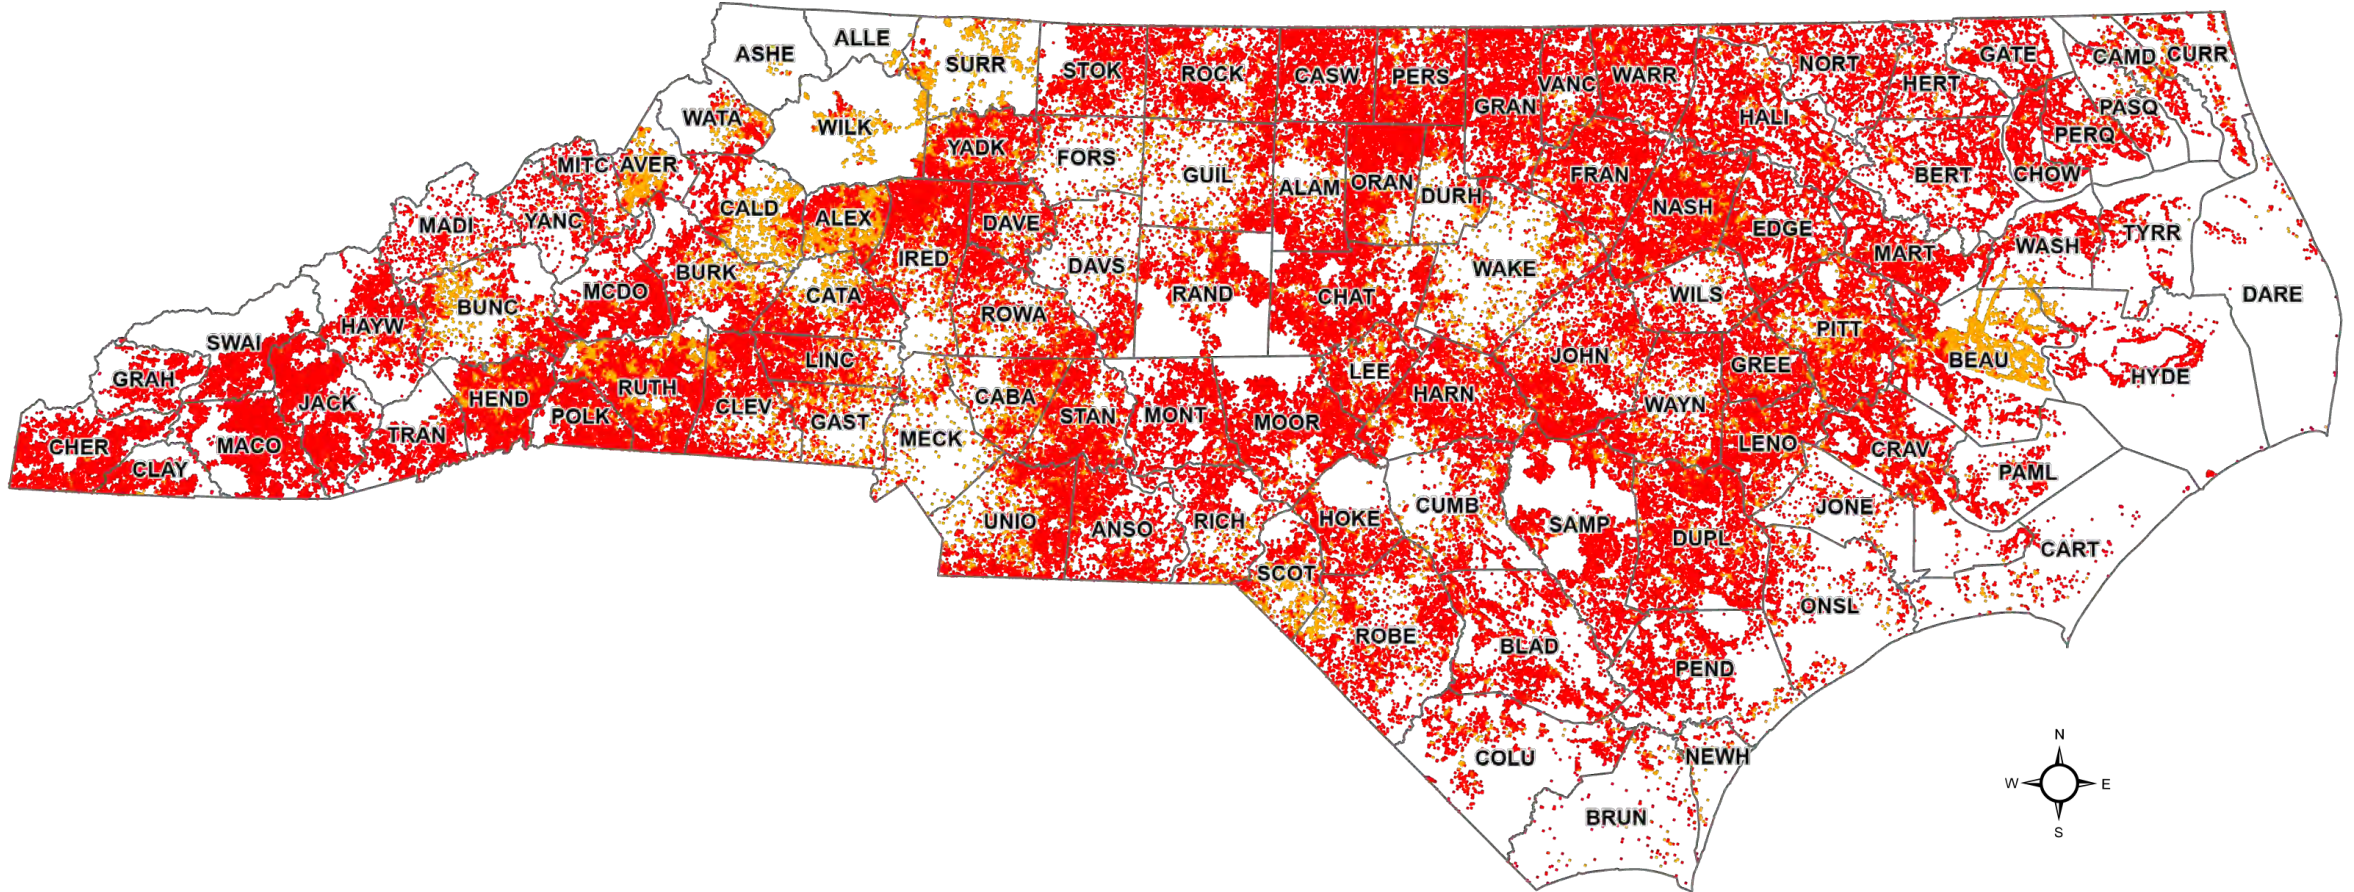 ASHE
ALLE
SURR
STOK
ROCK
CASW
PERS
GRAN
VANC
WARR
NORT
HERT
GATE
CAMD
CURR
WATA
WILK
YADK
FORS
GUIL
ALAM
ORAN
DURH
FRAN
HALI
BERT
CHOW
PERQ
PASQ
MITC
AVER
CALD
ALEX
IRED
DAVE
DAVS
NASH
EDGE
MART
WASH
TYRR
DARE
MADI
YANC
BURK
CATA
ROWA
RAND
CHAT
WAKE
WILS
PITT
BEAU
HYDE
SWAI
HAYW
BUNC
MCDO
GRAH
JACK
HEND
RUTH
POLK
CLEV
LINC
GAST
CABA
STAN
MONT
MOOR
LEE
HARN
JOHN
WAYN
GREE
LENO
CRAV
PAML
CHER
CLAY
MACO
TRAN
MECK
UNIO
ANSO
RICH
HOKE
CUMB
SAMP
DUPL
JONE
CART
SCOT
ROBE
BLAD
PEND
ONSL
COLU
NEWH
BRUN
N
W
E
S